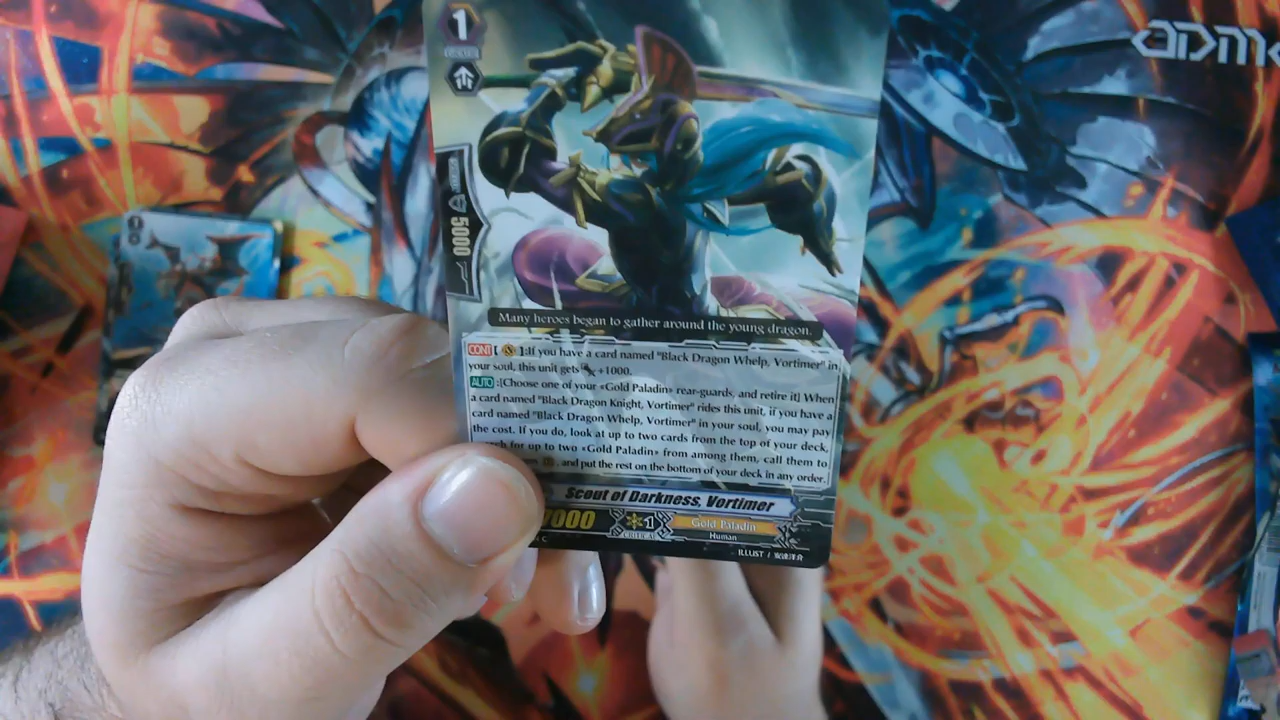 1
ADM
5000
Many heroes began to gather around the young dragon.
CONT [ ]:If you have a card named "Black Dragon Whelp, Vortimer" in
your soul, this unit gets +1000.
AUTO :[Choose one of your «Gold Paladin» rear-guards, and retire it] When
a card named "Black Dragon Knight, Vortimer" rides this unit, if you have a
card named "Black Dragon Whelp, Vortimer" in your soul, you may pay
the cost. If you do, look at up to two cards from the top of your deck,
for up to two «Gold Paladin» from among them, call them to
, and put the rest on the bottom of your deck in any order.
Scout of Darkness, Vortimer
7000
1
CRITICAL
Gold Paladin
Human
C
ILLUST / 安達洋介